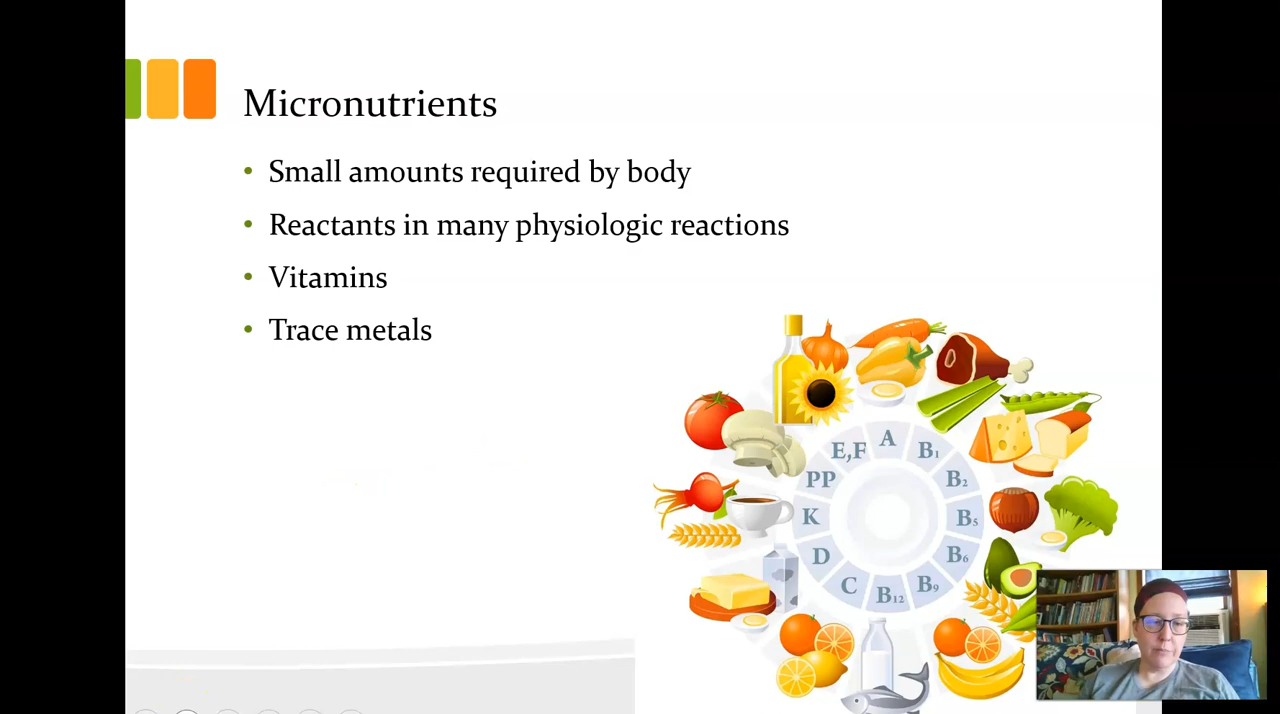 Micronutrients
• Small amounts required by body
• Reactants in many physiologic reactions
• Vitamins
• Trace metals
A
B₁
B₂
B₅
B₆
B₉
B₁₂
C
D
K
PP
E,F